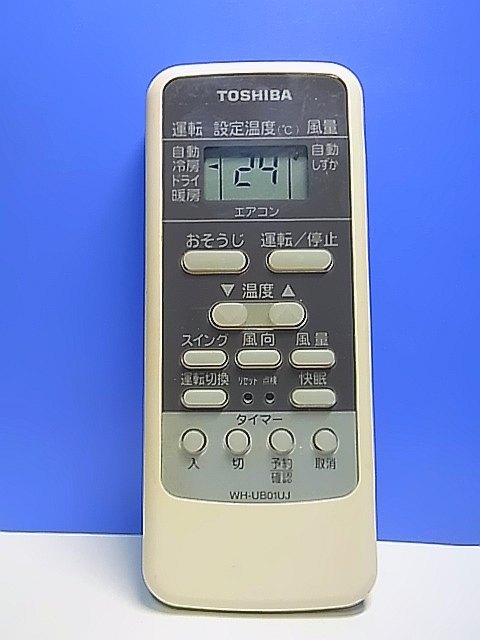 TOSHIBA
運転 設定温度(℃) 風量
自動 自動
冷房 24 しずか
ドライ
暖房
エアコン
おそうじ 運転/停止
▼ 温度 ▲
スイング 風向 風量
運転切換 リセット 点検 快眠
タイマー
入 切 予約 取消
確認
WH-UB01UJ